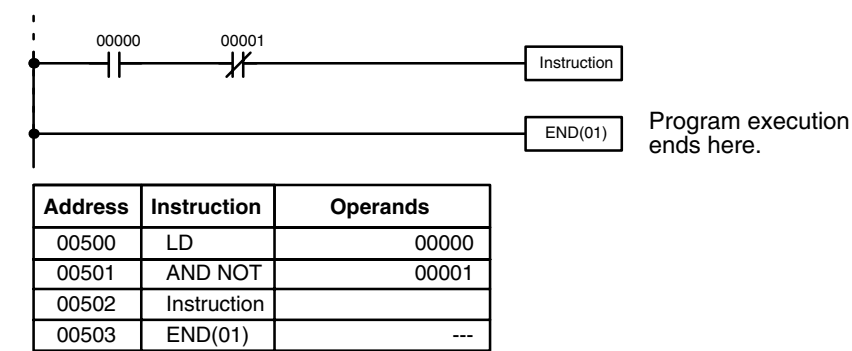 00000 00001
Instruction
END(01)
Program execution
ends here.
Address Instruction Operands
00500 LD 00000
00501 AND NOT 00001
00502 Instruction
00503 END(01) ---